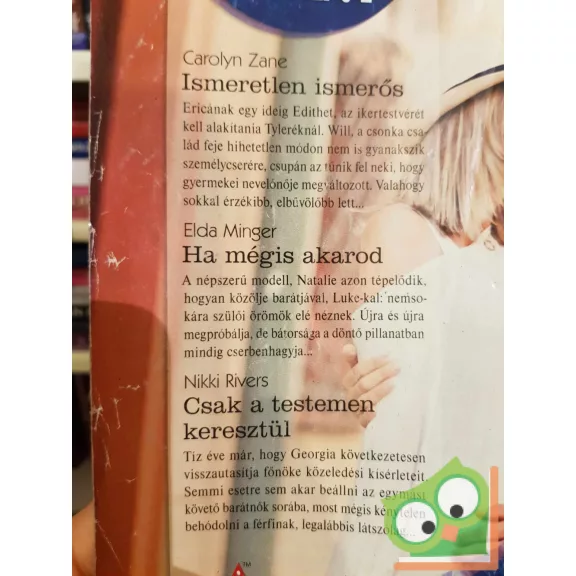 Carolyn Zane
Ismeretlen ismerős
Ericának egy ideig Edithet, az ikertestvérét
kell alakítania Tyleréknál. Will, a csonka csa-
lád feje hihetetlen módon nem is gyanakszik
személycserére, csupán az tűnik fel neki, hogy
gyermekei nevelőnője megváltozott. Valahogy
sokkal érzékibb, elbűvölőbb lett...
Elda Minger
Ha mégis akarod
A népszerű modell, Natalie azon tépelődik,
hogyan közölje barátjával, Luke-kal: nemso-
kára szülői örömök elé néznek. Újra és újra
megpróbálja, de bátorsága a döntő pillanatban
mindig cserbenhagyja...
Nikki Rivers
Csak a testemen
keresztül
Tíz éve már, hogy Georgia következetesen
visszautasítja főnöke közeledési kísérleteit.
Semmi esetre sem akar beállni az egymást
követő barátnők sorába, most mégis kénytelen
behódolni a férfinak, legalábbis látszólag...
TM